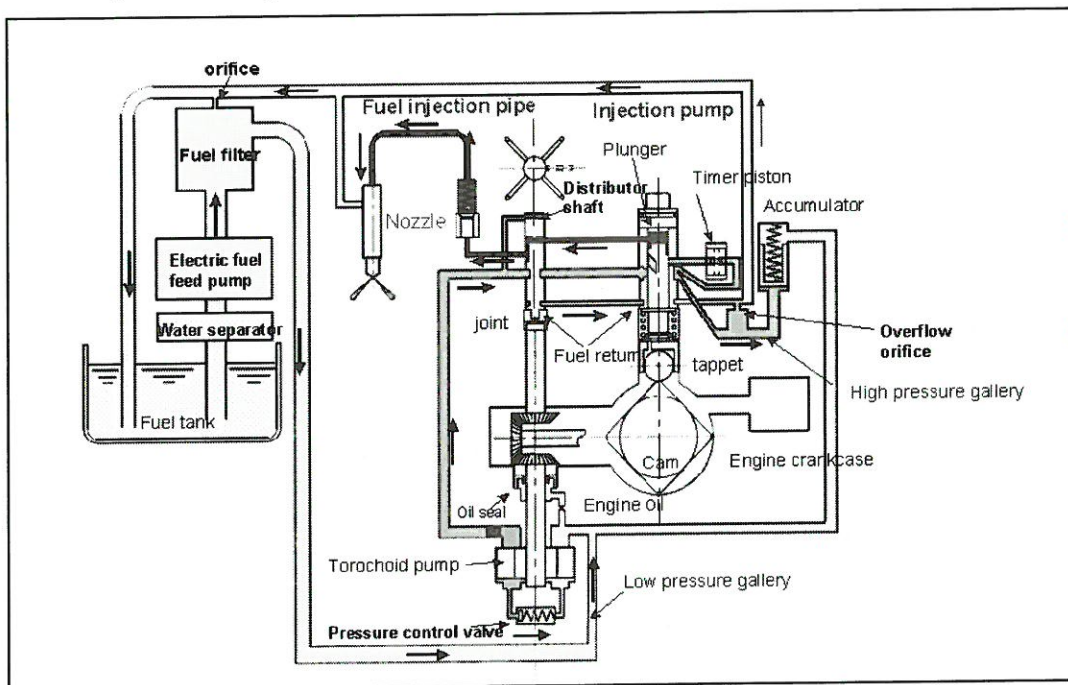 orifice
Fuel injection pipe
Injection pump
Fuel filter
Plunger
Timer piston
Distributor
shaft
Accumulator
Nozzle
Electric fuel
feed pump
Water separator
joint
Fuel return
tappet
Overflow
orifice
High pressure gallery
Fuel tank
Cam
Engine crankcase
Oil seal
Engine Oil
Torochoid pump
Low pressure gallery
Pressure control valve